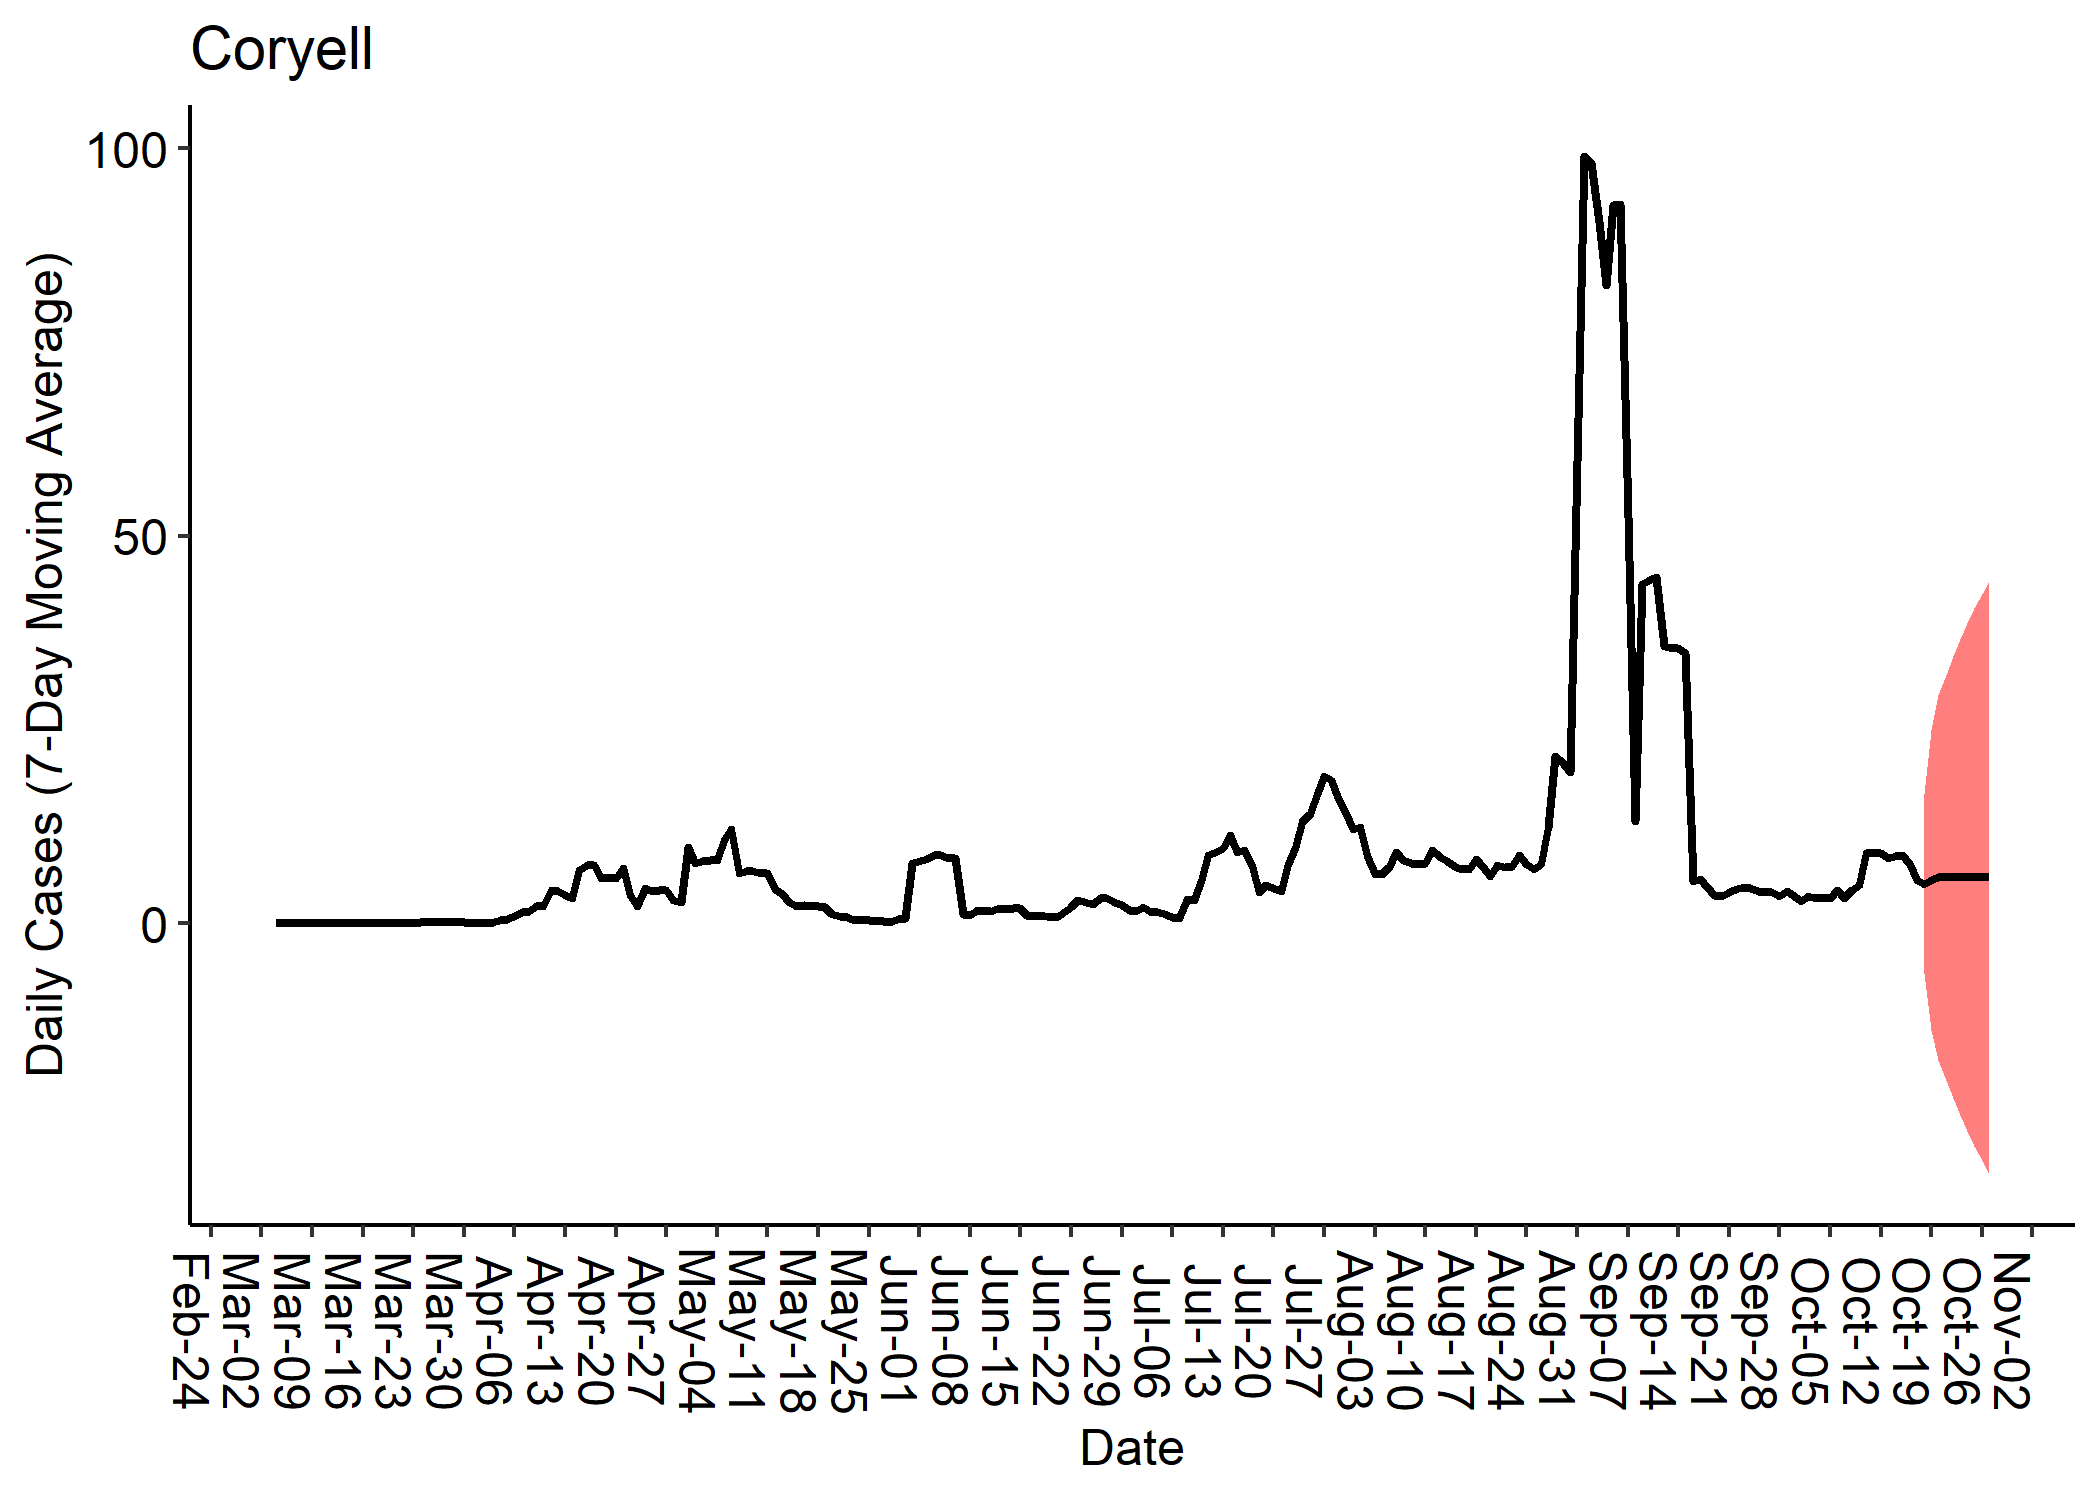 Coryell
Daily Cases (7-Day Moving Average)
100
50
0
Feb-24
Mar-02
Mar-09
Mar-16
Mar-23
Mar-30
Apr-06
Apr-13
Apr-20
Apr-27
May-04
May-11
May-18
May-25
Jun-01
Jun-08
Jun-15
Jun-22
Jun-29
Jul-06
Jul-13
Jul-20
Jul-27
Aug-03
Aug-10
Aug-17
Aug-24
Aug-31
Sep-07
Sep-14
Sep-21
Sep-28
Oct-05
Oct-12
Oct-19
Oct-26
Nov-02
Date